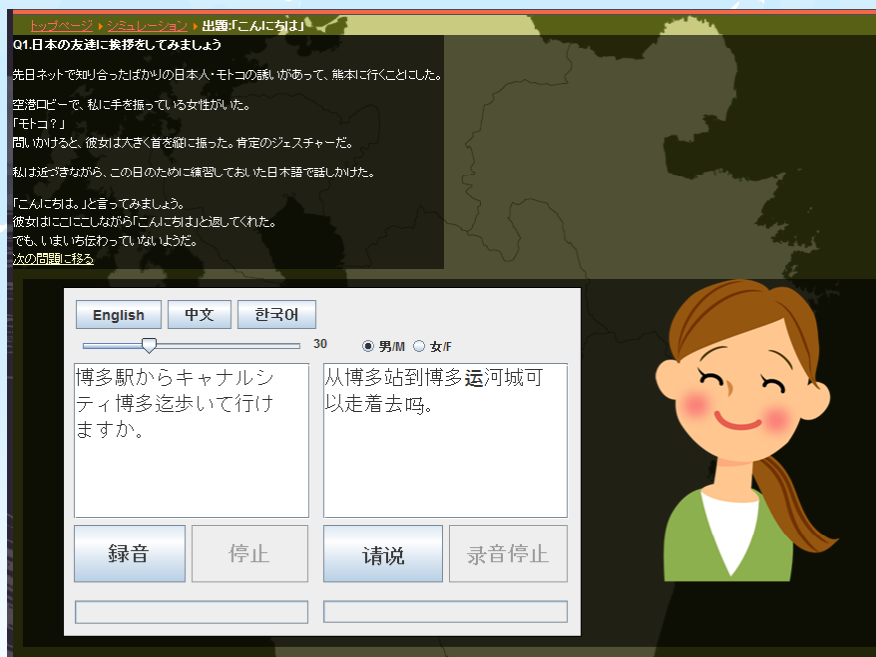 トップページ ▸ シミュレーション ▸ 出題:「こんにちは」
Q1.日本の友達に挨拶をしてみましょう
先日ネットで知り合ったばかりの日本人・モトコの誘いがあって、熊本に行くことにした。
空港ロビーで、私に手を振っている女性がいた。
「モトコ？」
問いかけると、彼女は大きく首を縦に振った。肯定のジェスチャーだ。
私は近づきながら、この日のために練習しておいた日本語で話しかけた。
「こんにちは。」と言ってみましょう。
彼女はにこにこしながら「こんにちは」と返してくれた。
でも、いまいち伝わっていないようだ。
次の問題に移る
English 中文 한국어
30 男/M 女/F
博多駅からキャナルシ
ティ博多迄歩いて行け
ますか。
从博多站到博多运河城可
以走着去吗。
録音 停止 请说 录音停止